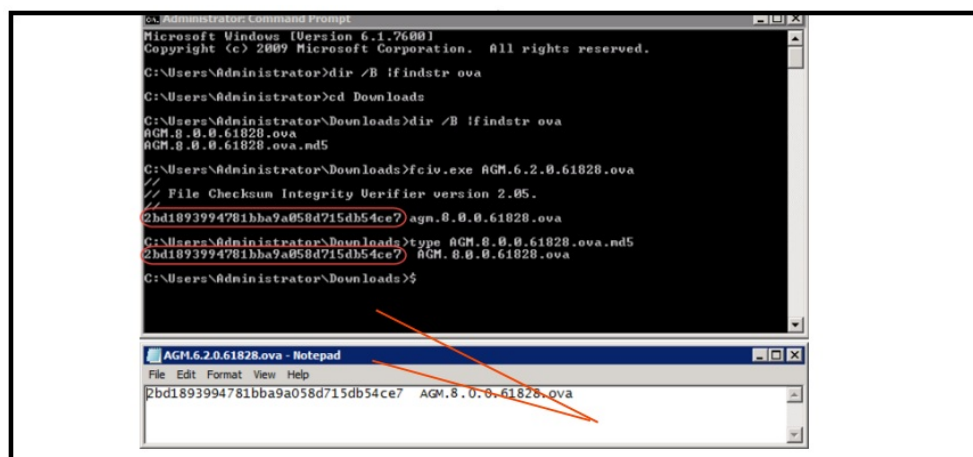 Administrator: Command Prompt
Microsoft Windows [Version 6.1.7600]
Copyright (c) 2009 Microsoft Corporation. All rights reserved.
C:\Users\Administrator>dir /B |findstr ova
C:\Users\Administrator>cd Downloads
C:\Users\Administrator\Downloads>dir /B |findstr ova
AGM.8.0.0.61828.ova
AGM.8.0.0.61828.ova.md5
C:\Users\Administrator\Downloads>fciv.exe AGM.6.2.0.61828.ova
//
// File Checksum Integrity Verifier version 2.05.
//
2bd1893994781bba9a058d715db54ce7 agm.8.0.0.61828.ova
C:\Users\Administrator\Downloads>type AGM.8.0.0.61828.ova.md5
2bd1893994781bba9a058d715db54ce7 AGM.8.0.0.61828.ova
C:\Users\Administrator\Downloads>$
AGM.6.2.0.61828.ova - Notepad
File Edit Format View Help
2bd1893994781bba9a058d715db54ce7 AGM.8.0.0.61828.ova